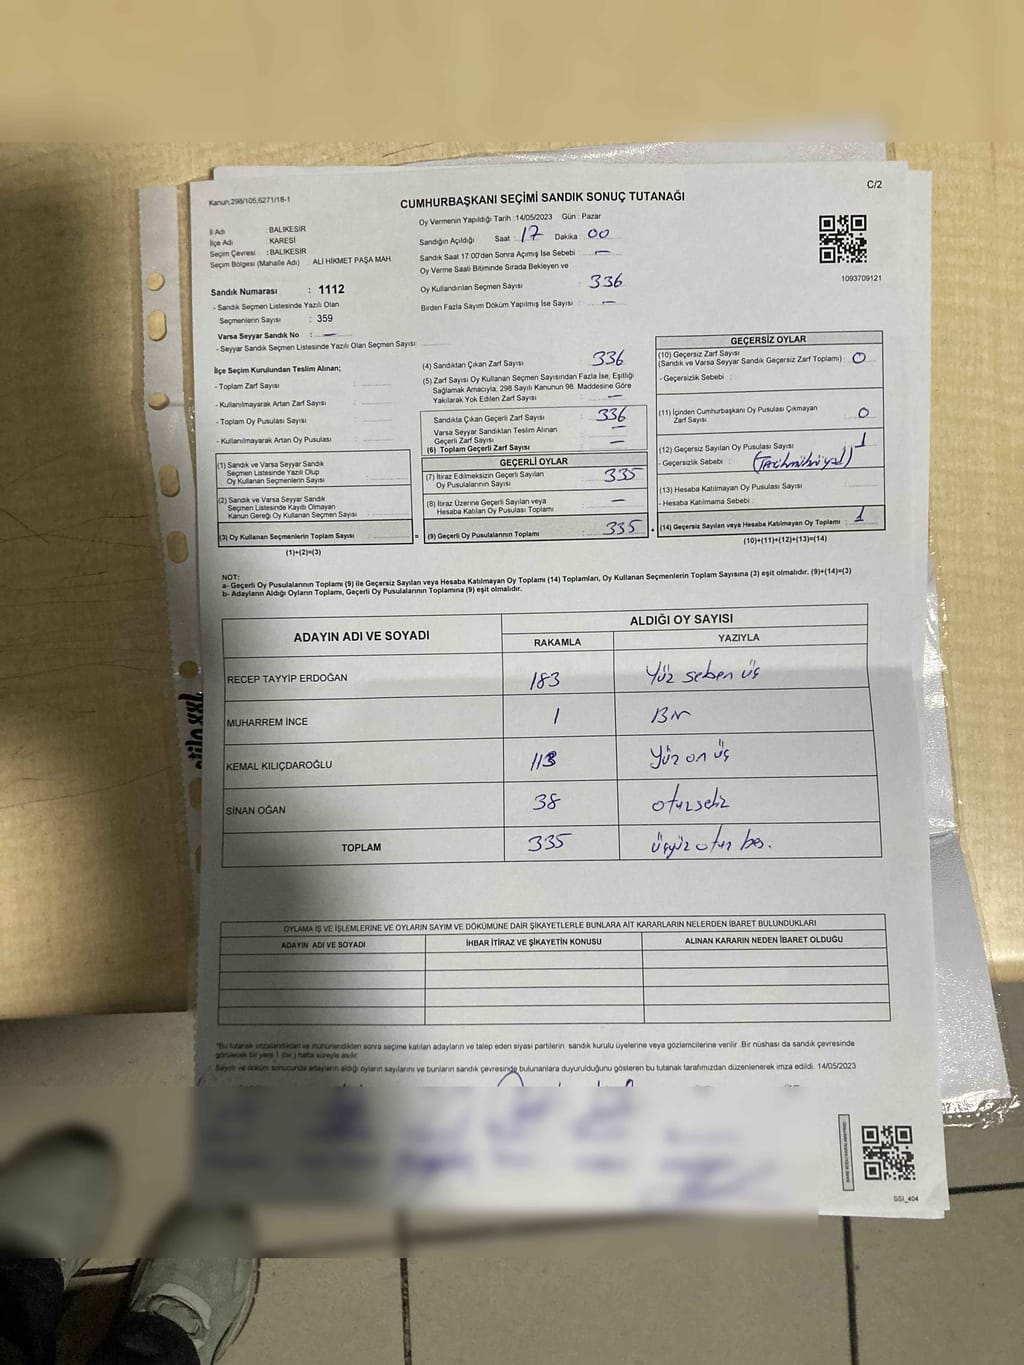 C/2
Kanun;298/105,6271/18-1
CUMHURBAŞKANI SEÇİMİ SANDIK SONUÇ TUTANAĞI
Oy Vermenin Yapıldığı Tarih :14/05/2023 Gün : Pazar
İl Adı : BALIKESİR
İlçe Adı : KARESİ
Seçim Çevresi : BALIKESİR
Seçim Bölgesi (Mahalle Adı) ALİ HİKMET PAŞA MAH.
Sandığın Açıldığı Saat 17 Dakika 00
Sandık Saat 17:00'den Sonra Açımış İse Sebebi : —
Oy Verme Saati Bitiminde Sırada Bekleyen ve
Oy Kullandırılan Seçmen Sayısı : 336
Birden Fazla Sayım Döküm Yapılmış İse Sayısı : —
1093709121
Sandık Numarası : 1112
- Sandık Seçmen Listesinde Yazılı Olan
Seçmenlerin Sayısı : 359
Varsa Seyyar Sandık No : —
- Seyyar Sandık Seçmen Listesinde Yazılı Olan Seçmen Sayısı :
İlçe Seçim Kurulundan Teslim Alınan;
- Toplam Zarf Sayısı :
- Kullanılmayarak Artan Zarf Sayısı :
- Toplam Oy Pusulası Sayısı :
- Kullanılmayarak Artan Oy Pusulası :
(1) Sandık ve Varsa Seyyar Sandık
Seçmen Listesinde Yazılı Olup
Oy Kullanan Seçmenlerin Sayısı :
(2) Sandık ve Varsa Seyyar Sandık
Seçmen Listesinde Kayıtlı Olmayan
Kanun Gereği Oy Kullanan Seçmen Sayısı :
(3) Oy Kullanan Seçmenlerin Toplam Sayısı :
(1)+(2)=(3)
(4) Sandıktan Çıkan Zarf Sayısı : 336
(5) Zarf Sayısı Oy Kullanan Seçmen Sayısından Fazla İse, Eşitliği
Sağlamak Amacıyla, 298 Sayılı Kanunun 98. Maddesine Göre
Yakılarak Yok Edilen Zarf Sayısı : —
Sandıkta Çıkan Geçerli Zarf Sayısı : 336
Varsa Seyyar Sandıktan Teslim Alınan
Geçerli Zarf Sayısı : —
(6) Toplam Geçerli Zarf Sayısı : —
GEÇERLİ OYLAR
(7) İtiraz Edilmeksizin Geçerli Sayılan
Oy Pusulalarının Sayısı : 335
(8) İtiraz Üzerine Geçerli Sayılan veya
Hesaba Katılan Oy Pusulası Toplamı : —
= (9) Geçerli Oy Pusulalarının Toplamı : 335 +
GEÇERSİZ OYLAR
(10) Geçersiz Zarf Sayısı
(Sandık ve Varsa Seyyar Sandık Geçersiz Zarf Toplamı) : 0
- Geçersizlik Sebebi :
(11) İçinden Cumhurbaşkanı Oy Pusulası Çıkmayan
Zarf Sayısı : 0
(12) Geçersiz Sayılan Oy Pusulası Sayısı : 1
- Geçersizlik Sebebi :
(13) Hesaba Katılmayan Oy Pusulası Sayısı :
- Hesaba Katılmama Sebebi :
(14) Geçersiz Sayılan veya Hesaba Katılmayan Oy Toplamı : 1
(10)+(11)+(12)+(13)=(14)
NOT:
a- Geçerli Oy Pusulalarının Toplamı (9) ile Geçersiz Sayılan veya Hesaba Katılmayan Oy Toplamı (14) Toplamları, Oy Kullanan Seçmenlerin Toplam Sayısına (3) eşit olmalıdır. (9)+(14)=(3)
b- Adayların Aldığı Oyların Toplamı, Geçerli Oy Pusulalarının Toplamına (9) eşit olmalıdır.
ADAYIN ADI VE SOYADI ALDIĞI OY SAYISI
RAKAMLA YAZIYLA
RECEP TAYYİP ERDOĞAN 183 Yüz seksen üç
MUHARREM İNCE 1 Bir
KEMAL KILIÇDAROĞLU 113 Yüz on üç
SİNAN OĞAN 38 otuz sekiz
TOPLAM 335 üçyüz otuz beş.
OYLAMA İŞ VE İŞLEMLERİNE VE OYLARIN SAYIM VE DÖKÜMÜNE DAİR ŞİKAYETLERLE BUNLARA AİT KARARLARIN NELERDEN İBARET BULUNDUKLARI
ADAYIN ADI VE SOYADI İHBAR İTİRAZ VE ŞİKAYETİN KONUSU ALINAN KARARIN NEDEN İBARET OLDUĞU
*Bu tutanak imzalandıktan ve mühürlendikten sonra seçime katılan adayların ve talep eden siyasi partilerin sandık kurulu üyelerine veya gözlemcilerine verilir. Bir nüshası da sandık çevresinde
görülecek bir yere 1 (bir) hafta süreyle asılır.
Sayım ve döküm sonucunda adayların aldığı oyların sayılarını ve bunların sandık çevresinde bulunanlara duyurulduğunu gösteren bu tutanak tarafımızdan düzenlenerek imza edildi. 14/05/2023
SSİ_404